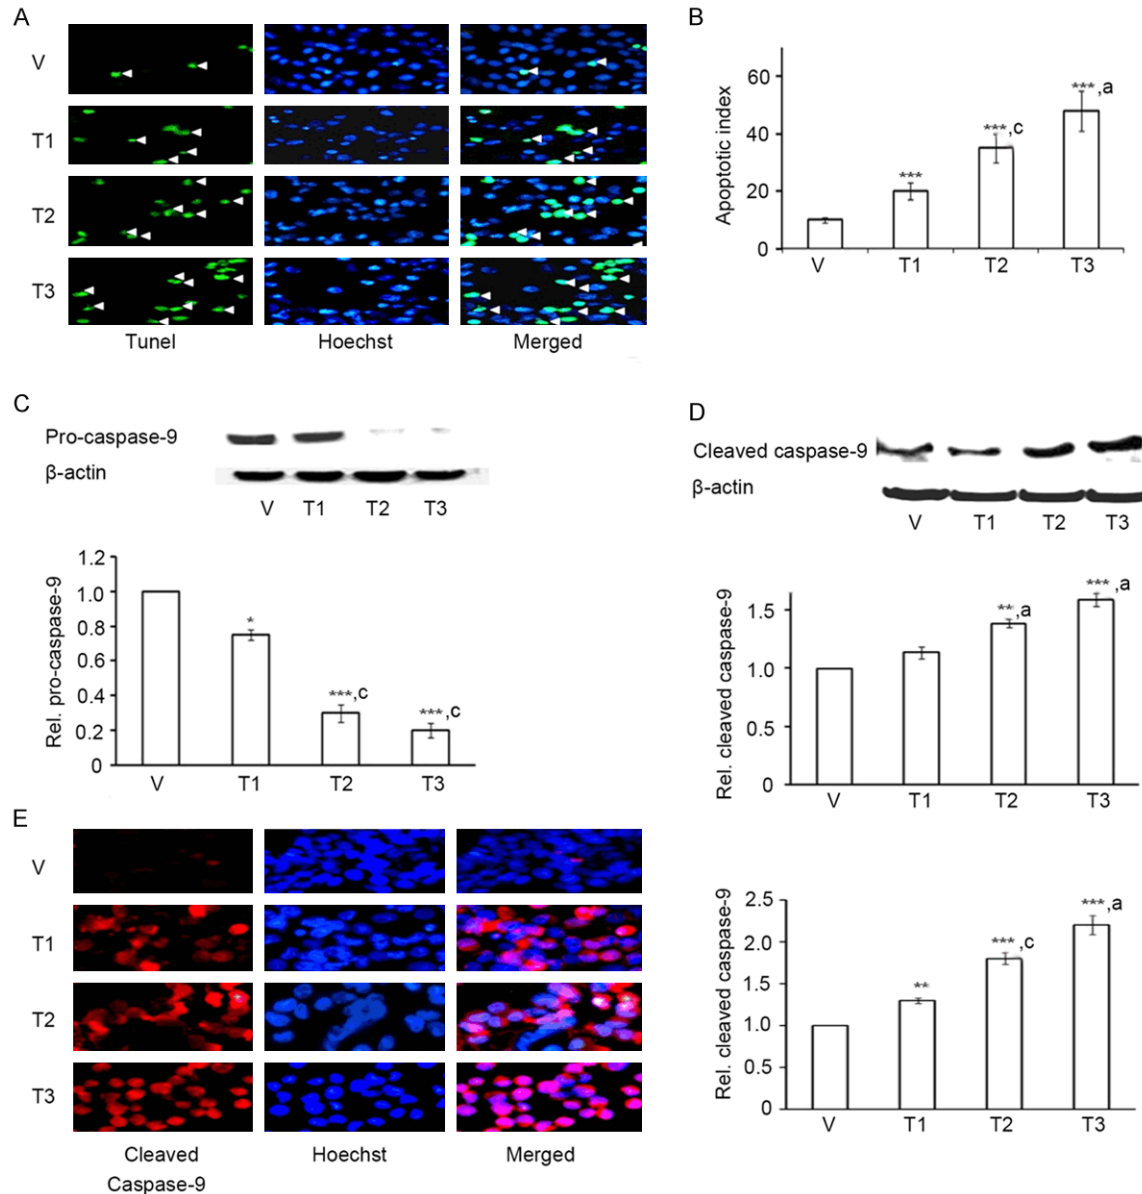 A
V
T1
T2
T3
Tunel Hoechst Merged
B
Apoptotic index
60
40
20
0
***
***,c
***,a
V T1 T2 T3
C
Pro-caspase-9
β-actin
V T1 T2 T3
Rel. pro-caspase-9
1.2
1.0
0.8
0.6
0.4
0.2
0
*
***,c
***,c
V T1 T2 T3
D
Cleaved caspase-9
β-actin
V T1 T2 T3
Rel. cleaved caspase-9
1.5
1.0
0.5
0
**,a
***,a
V T1 T2 T3
E
V
T1
T2
T3
Cleaved
Caspase-9
Hoechst Merged
Rel. cleaved caspase-9
2.5
2.0
1.5
1.0
0.5
0
**
***,c
***,a
V T1 T2 T3